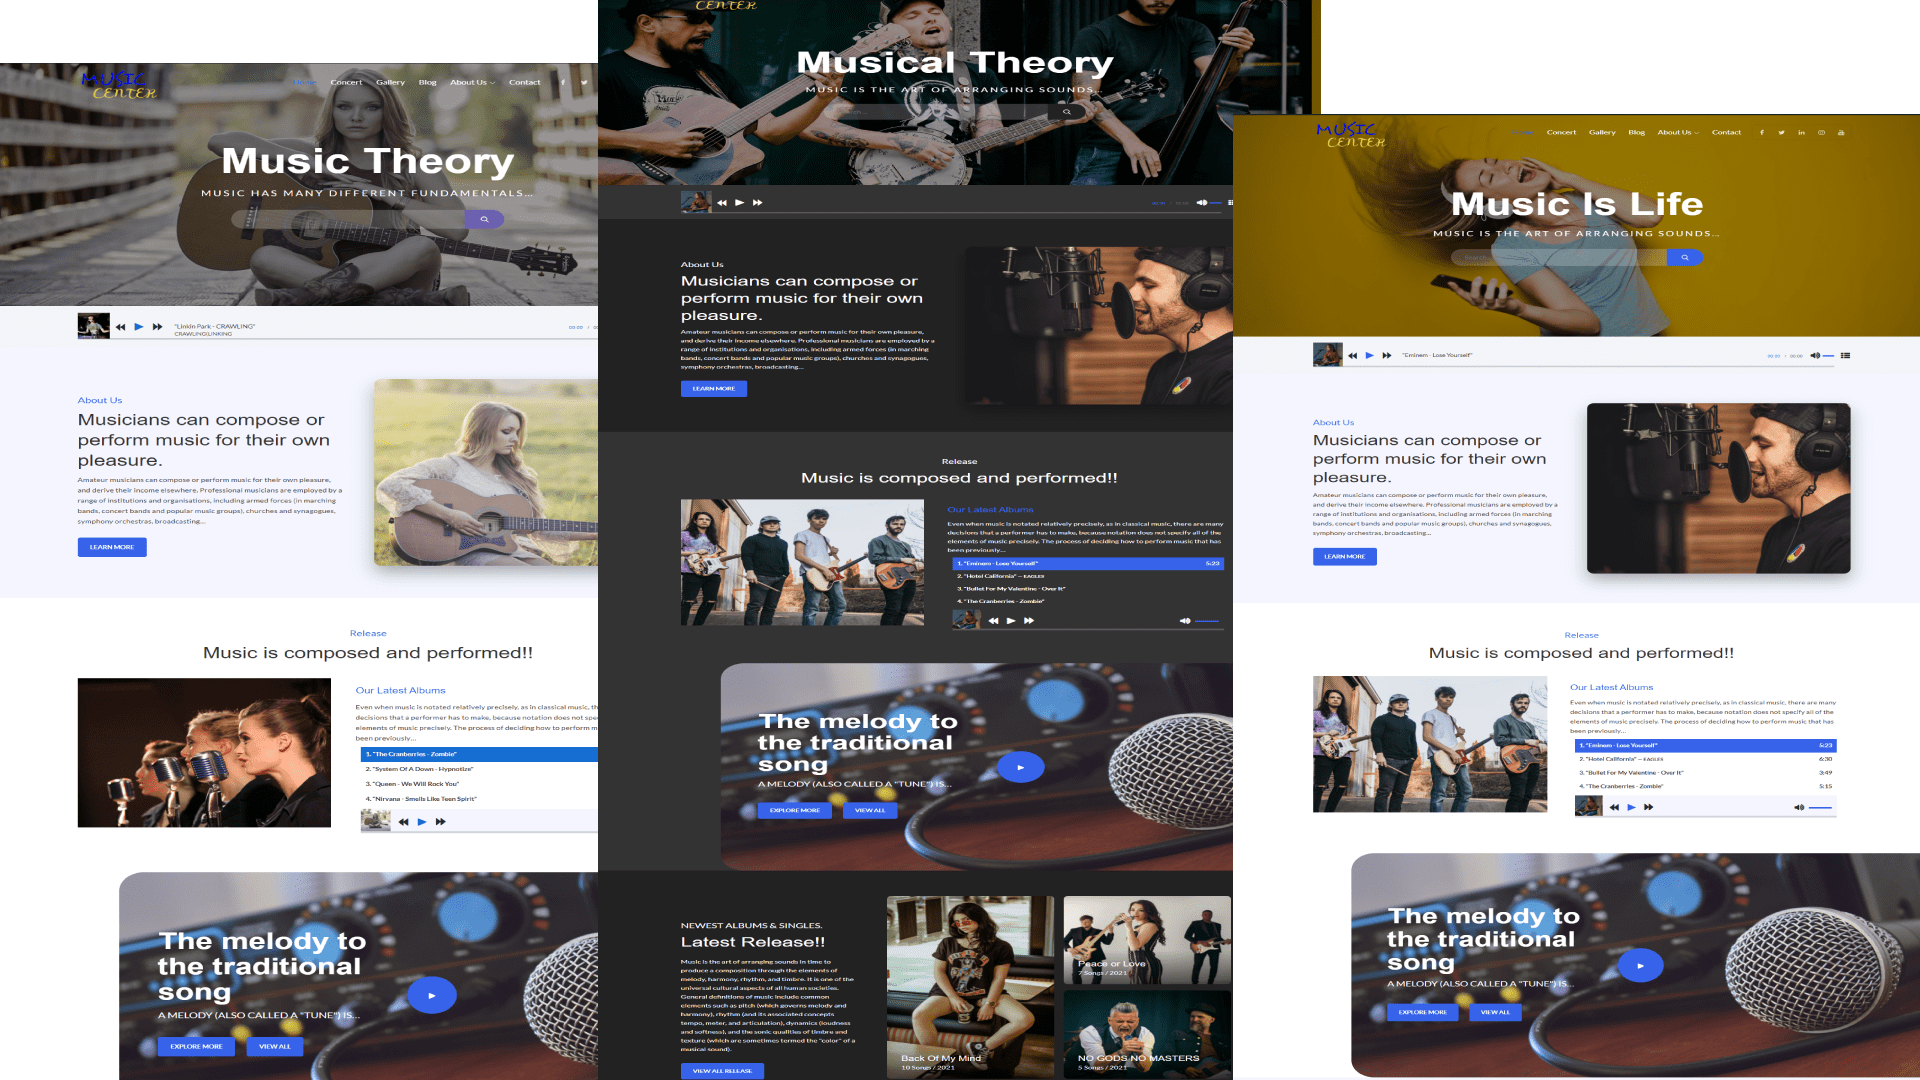 MUSIC
CENTER
Home
Concert
Gallery
Blog
About Us
Contact
Music Theory
MUSIC HAS MANY DIFFERENT FUNDAMENTALS...
"Linkin Park - CRAWLING"
CRAWLING|LINKING
00:00 /
About Us
Musicians can compose or
perform music for their own
pleasure.
Amateur musicians can compose or perform music for their own pleasure,
and derive their income elsewhere. Professional musicians are employed by a
range of institutions and organisations, including armed forces (in marching
bands, concert bands and popular music groups), churches and synagogues,
symphony orchestras, broadcasting...
LEARN MORE
Release
Music is composed and performed!!
Our Latest Albums
Even when music is notated relatively precisely, as in classical music, th
decisions that a performer has to make, because notation does not spe
elements of music precisely. The process of deciding how to perform m
been previously...
1. "The Cranberries - Zombie"
2. "System Of A Down - Hypnotize"
3. "Queen - We Will Rock You"
4. "Nirvana - Smells Like Teen Spirit"
The melody to
the traditional
song
A MELODY (ALSO CALLED A "TUNE") IS...
EXPLORE MORE
VIEW ALL
CENTER
Musical Theory
MUSIC IS THE ART OF ARRANGING SOUNDS...
Search...
00:00 / 00:00
About Us
Musicians can compose or
perform music for their own
pleasure.
Amateur musicians can compose or perform music for their own pleasure,
and derive their income elsewhere. Professional musicians are employed by a
range of institutions and organisations, including armed forces (in marching
bands, concert bands and popular music groups), churches and synagogues,
symphony orchestras, broadcasting...
LEARN MORE
Release
Music is composed and performed!!
Our Latest Albums
Even when music is notated relatively precisely, as in classical music, there are many
decisions that a performer has to make, because notation does not specify all of the
elements of music precisely. The process of deciding how to perform music that has
been previously...
1. "Eminem - Lose Yourself" 5:23
2. "Hotel California" -- EAGLES
3. "Bullet For My Valentine - Over It"
4. "The Cranberries - Zombie"
The melody to
the traditional
song
A MELODY (ALSO CALLED A "TUNE") IS...
EXPLORE MORE
VIEW ALL
NEWEST ALBUMS & SINGLES.
Latest Release!!
Music is the art of arranging sounds in time to
produce a composition through the elements of
melody, harmony, rhythm, and timbre. It is one of the
universal cultural aspects of all human societies.
General definitions of music include common
elements such as pitch (which governs melody and
harmony), rhythm (and its associated concepts
tempo, meter, and articulation), dynamics (loudness
and softness), and the sonic qualities of timbre and
texture (which are sometimes termed the "color" of a
musical sound).
VIEW ALL RELEASE
Back Of My Mind
10 Songs / 2021
Peace or Love
7 Songs / 2021
NO GODS NO MASTERS
5 Songs / 2021
MUSIC
CENTER
Home
Concert
Gallery
Blog
About Us
Contact
Music Is Life
MUSIC IS THE ART OF ARRANGING SOUNDS...
Search...
"Eminem - Lose Yourself"
00:00 / 00:00
About Us
Musicians can compose or
perform music for their own
pleasure.
Amateur musicians can compose or perform music for their own pleasure,
and derive their income elsewhere. Professional musicians are employed by a
range of institutions and organisations, including armed forces (in marching
bands, concert bands and popular music groups), churches and synagogues,
symphony orchestras, broadcasting...
LEARN MORE
Release
Music is composed and performed!!
Our Latest Albums
Even when music is notated relatively precisely, as in classical music, there are many
decisions that a performer has to make, because notation does not specify all of the
elements of music precisely. The process of deciding how to perform music that has
been previously...
1. "Eminem - Lose Yourself" 5:23
2. "Hotel California" -- EAGLES 6:30
3. "Bullet For My Valentine - Over It" 3:49
4. "The Cranberries - Zombie" 5:15
The melody to
the traditional
song
A MELODY (ALSO CALLED A "TUNE") IS...
EXPLORE MORE
VIEW ALL